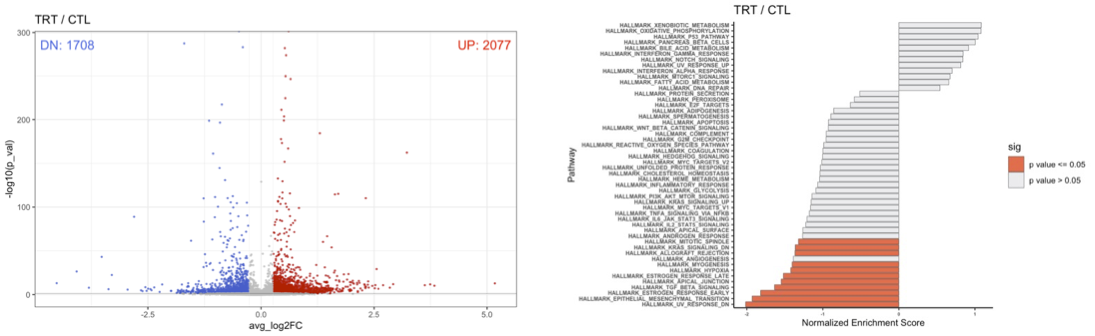 TRT / CTL
300
200
100
0
-log10(p_val)
DN: 1708
UP: 2077
-2.5
0.0
2.5
5.0
avg_log2FC
TRT / CTL
Pathway
HALLMARK_XENOBIOTIC_METABOLISM
HALLMARK_OXIDATIVE_PHOSPHORYLATION
HALLMARK_P53_PATHWAY
HALLMARK_PANCREAS_BETA_CELLS
HALLMARK_BILE_ACID_METABOLISM
HALLMARK_INTERFERON_GAMMA_RESPONSE
HALLMARK_NOTCH_SIGNALING
HALLMARK_UV_RESPONSE_UP
HALLMARK_INTERFERON_ALPHA_RESPONSE
HALLMARK_MTORC1_SIGNALING
HALLMARK_FATTY_ACID_METABOLISM
HALLMARK_DNA_REPAIR
HALLMARK_PROTEIN_SECRETION
HALLMARK_PEROXISOME
HALLMARK_E2F_TARGETS
HALLMARK_ADIPOGENESIS
HALLMARK_SPERMATOGENESIS
HALLMARK_APOPTOSIS
HALLMARK_WNT_BETA_CATENIN_SIGNALING
HALLMARK_COMPLEMENT
HALLMARK_G2M_CHECKPOINT
HALLMARK_REACTIVE_OXYGEN_SPECIES_PATHWAY
HALLMARK_COAGULATION
HALLMARK_HEDGEHOG_SIGNALING
HALLMARK_MYC_TARGETS_V2
HALLMARK_UNFOLDED_PROTEIN_RESPONSE
HALLMARK_CHOLESTEROL_HOMEOSTASIS
HALLMARK_HEME_METABOLISM
HALLMARK_INFLAMMATORY_RESPONSE
HALLMARK_GLYCOLYSIS
HALLMARK_PI3K_AKT_MTOR_SIGNALING
HALLMARK_KRAS_SIGNALING_UP
HALLMARK_MYC_TARGETS_V1
HALLMARK_TNFA_SIGNALING_VIA_NFKB
HALLMARK_IL6_JAK_STAT3_SIGNALING
HALLMARK_IL2_STAT5_SIGNALING
HALLMARK_APICAL_SURFACE
HALLMARK_ANDROGEN_RESPONSE
HALLMARK_MITOTIC_SPINDLE
HALLMARK_KRAS_SIGNALING_DN
HALLMARK_ALLOGRAFT_REJECTION
HALLMARK_ANGIOGENESIS
HALLMARK_MYOGENESIS
HALLMARK_HYPOXIA
HALLMARK_ESTROGEN_RESPONSE_LATE
HALLMARK_APICAL_JUNCTION
HALLMARK_TGF_BETA_SIGNALING
HALLMARK_ESTROGEN_RESPONSE_EARLY
HALLMARK_EPITHELIAL_MESENCHYMAL_TRANSITION
HALLMARK_UV_RESPONSE_DN
-2
-1
0
1
Normalized Enrichment Score
sig
p value <= 0.05
p value > 0.05